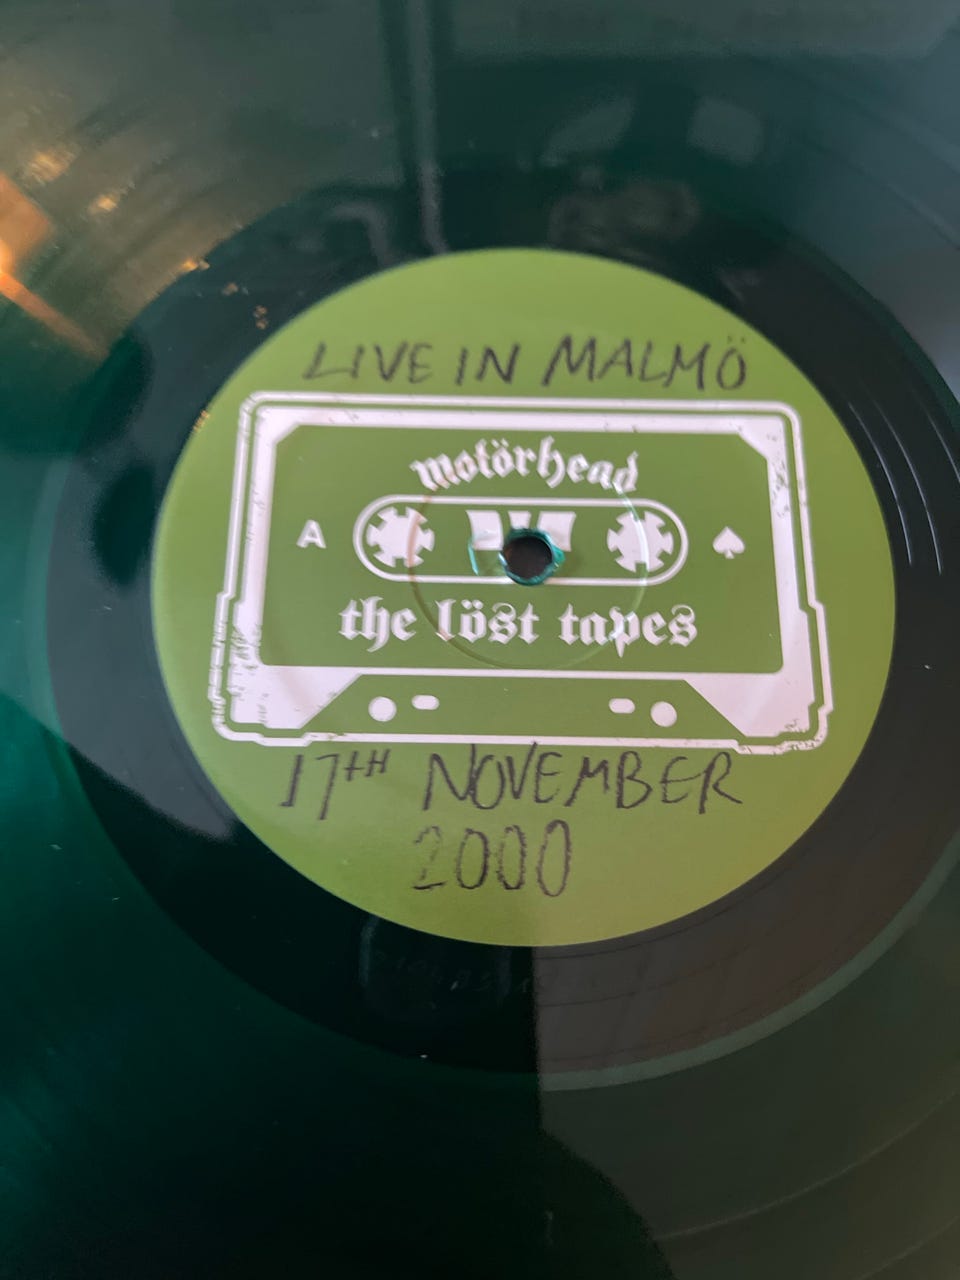 LIVE IN MALMÖ
motörhead
A ♠
the löst tapes
17TH NOVEMBER
2000